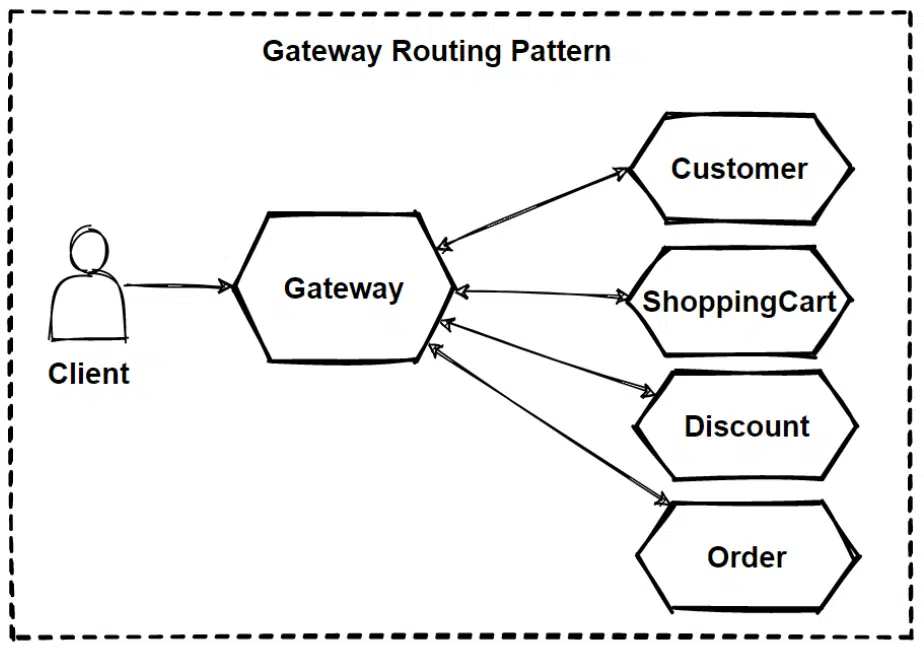 Gateway Routing Pattern
Customer
Gateway
ShoppingCart
Client
Discount
Order